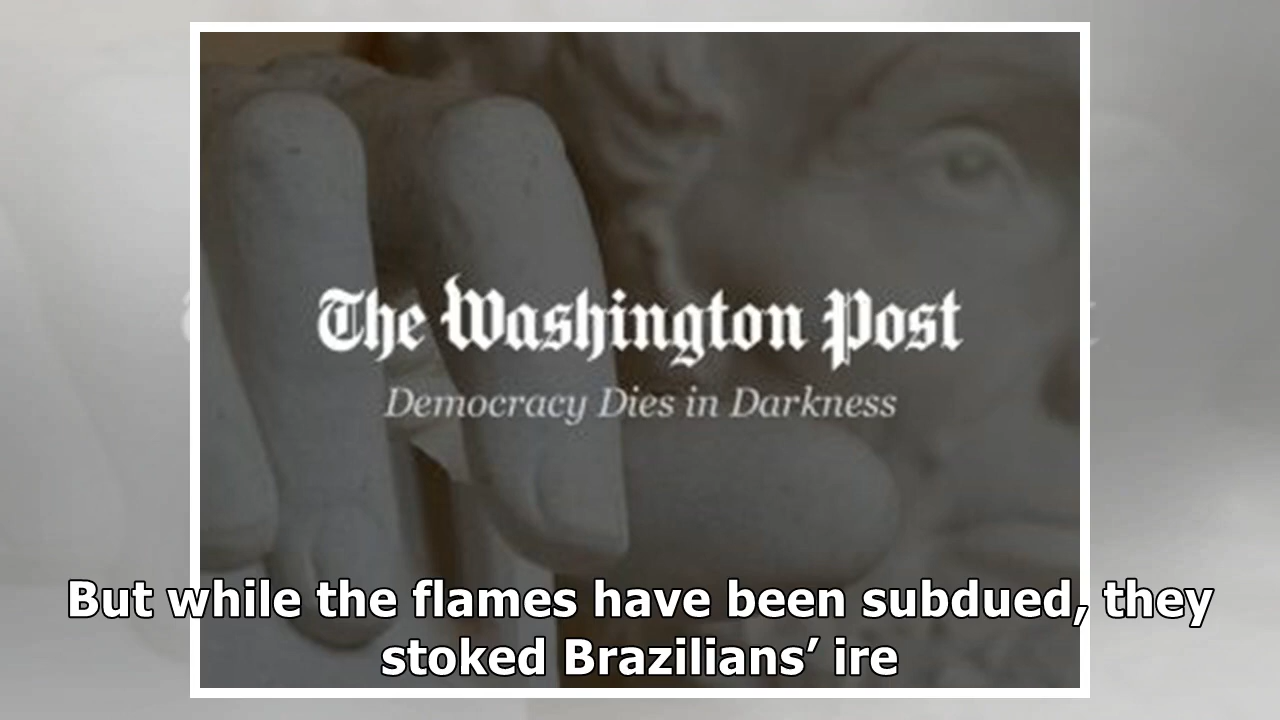 The Washington Post
Democracy Dies in Darkness
But while the flames have been subdued, they
stoked Brazilians’ ire